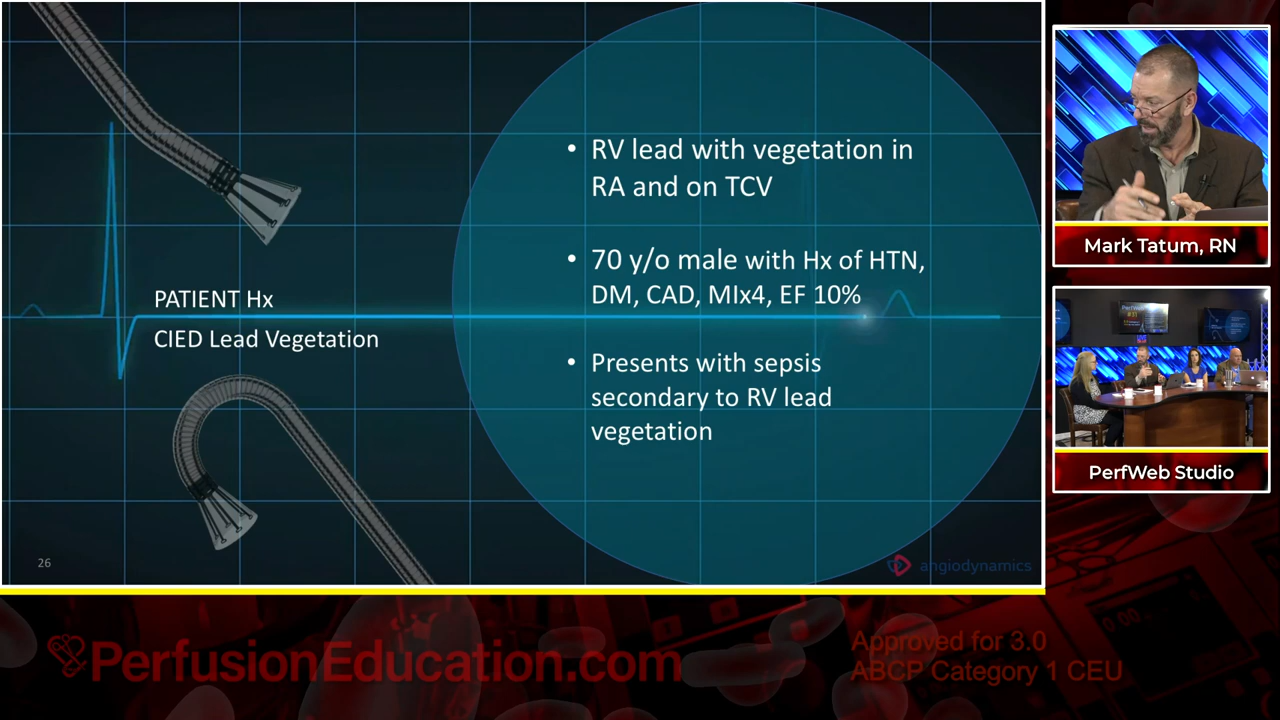 PATIENT Hx
CIED Lead Vegetation
• RV lead with vegetation in
RA and on TCV
• 70 y/o male with Hx of HTN,
DM, CAD, MIx4, EF 10%
• Presents with sepsis
secondary to RV lead
vegetation
26
angiodynamics
Mark Tatum, RN
PerfWeb Studio
PerfusionEducation.com
Approved for 3.0
ABCP Category 1 CEU